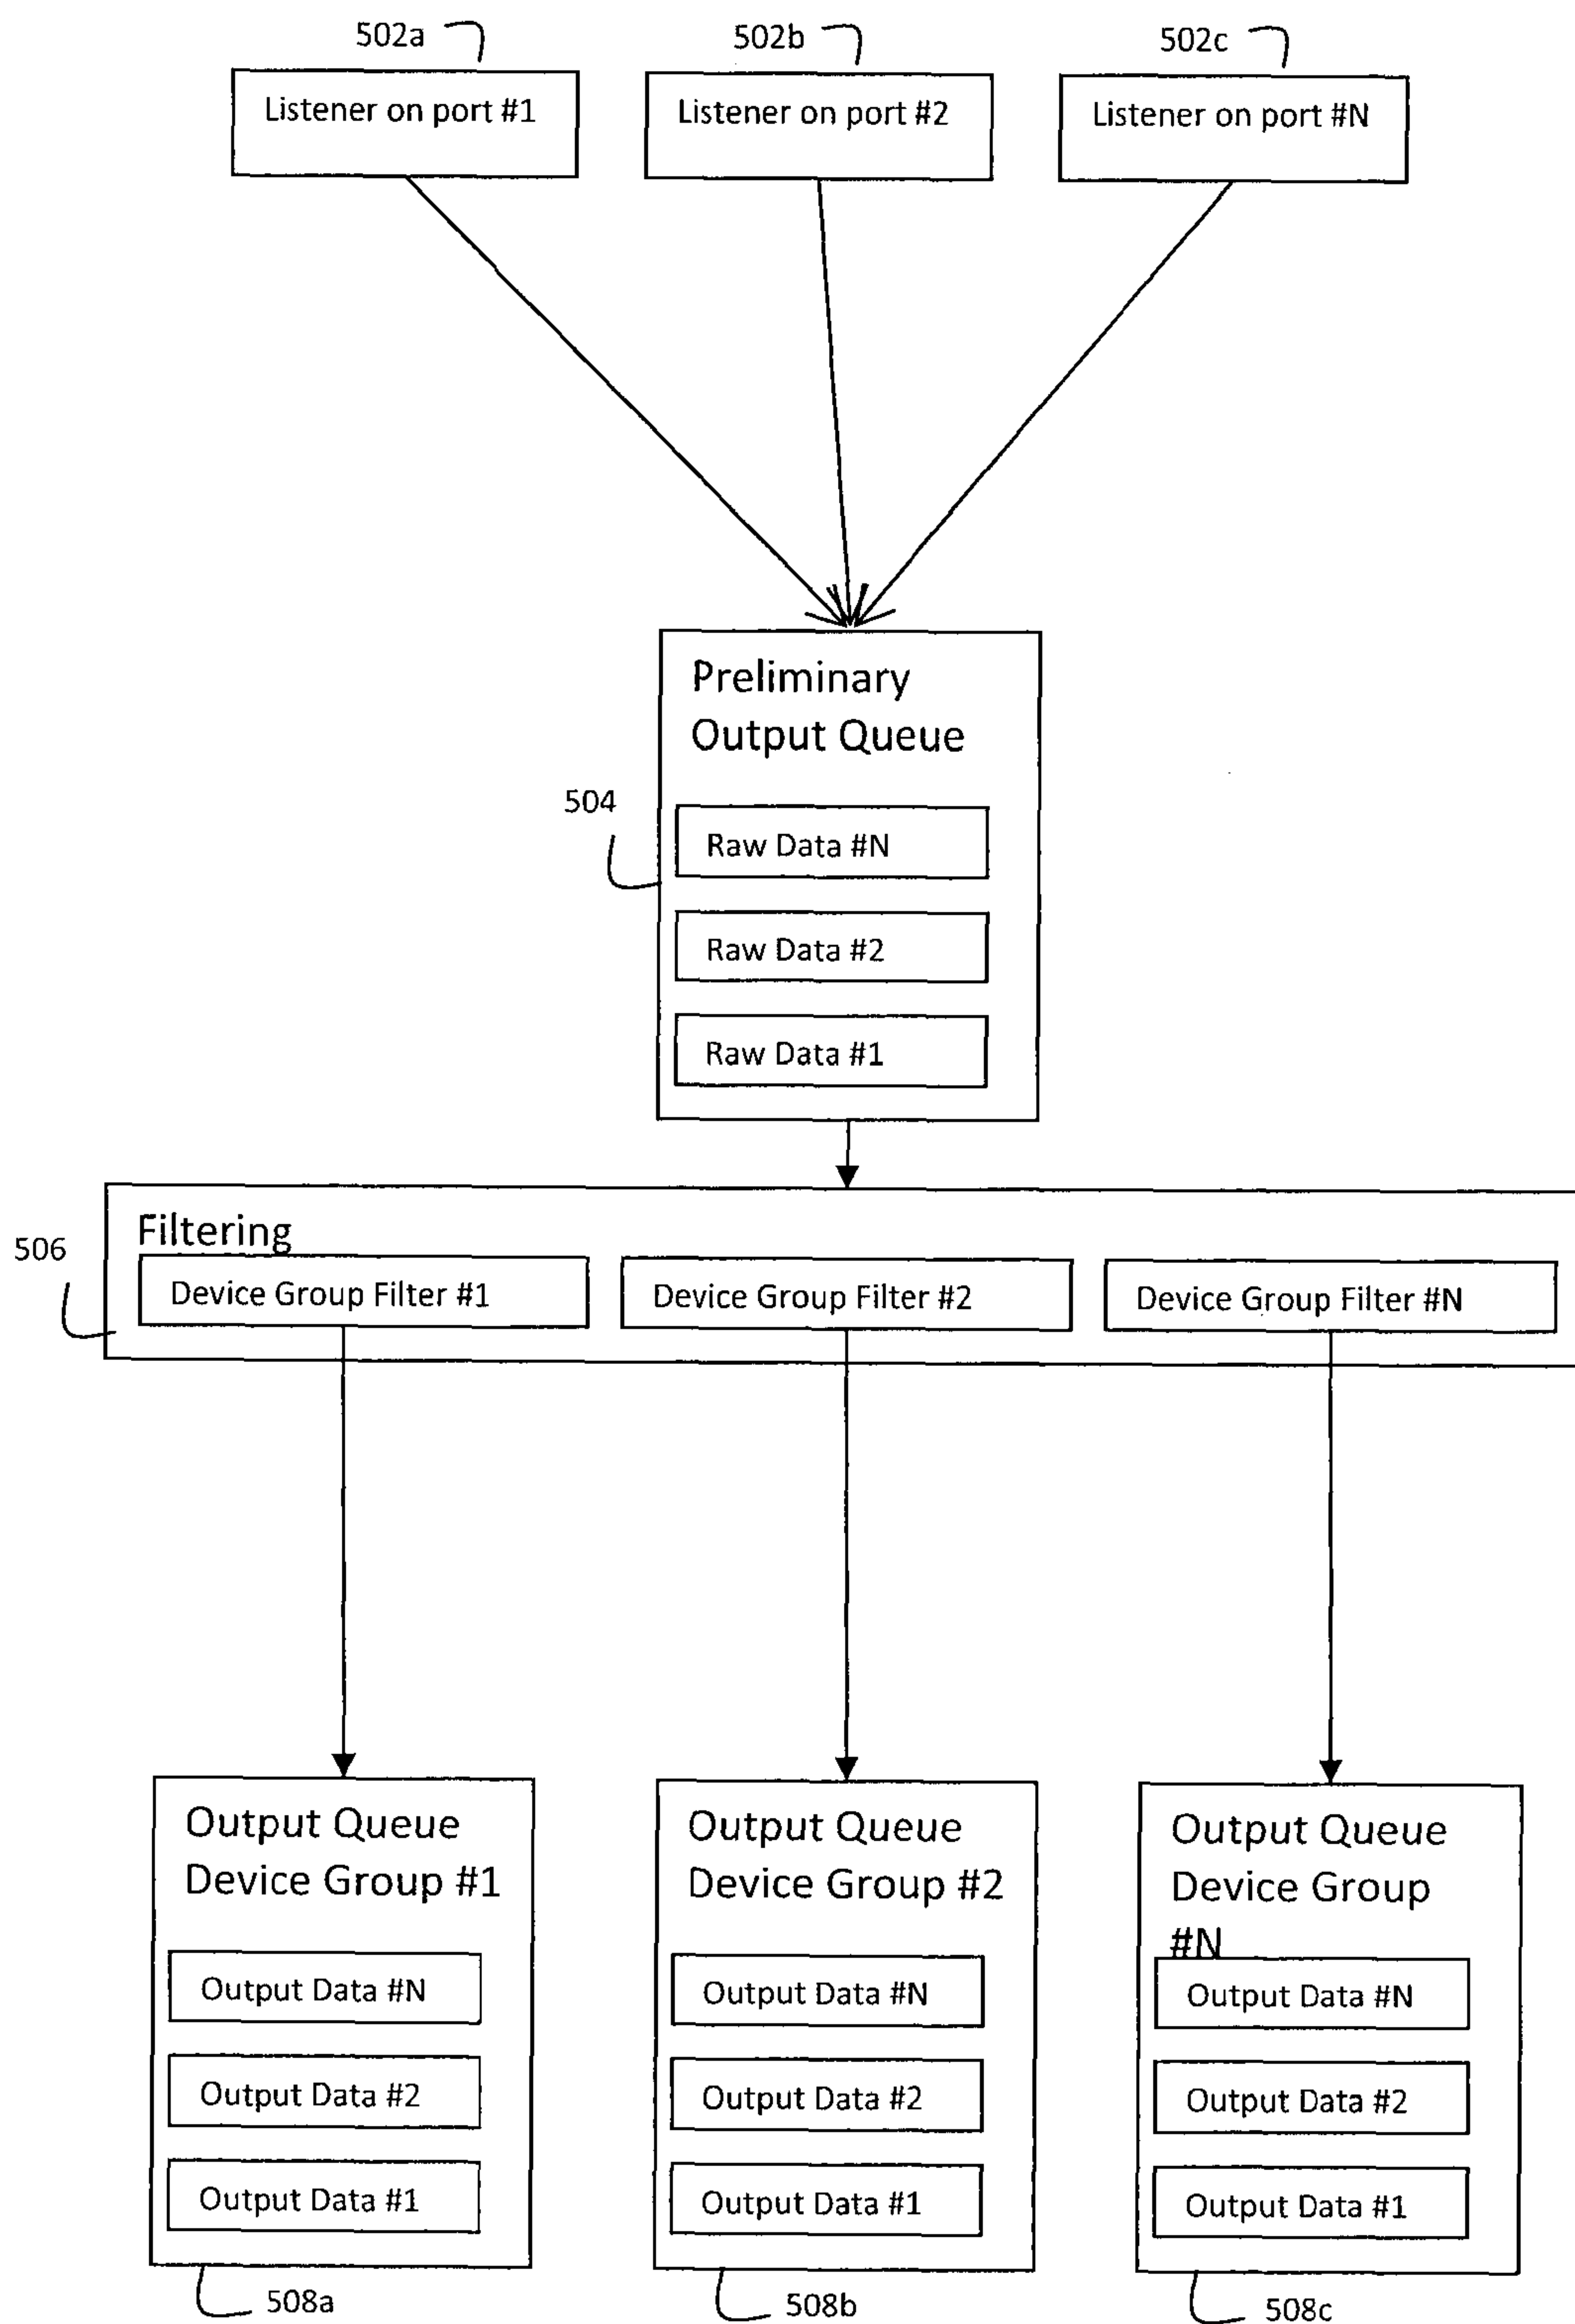 502a
502b
502c
Listener on port #1
Listener on port #2
Listener on port #N
Preliminary
Output Queue
504
Raw Data #N
Raw Data #2
Raw Data #1
Filtering
506
Device Group Filter #1
Device Group Filter #2
Device Group Filter #N
Output Queue
Device Group #1
Output Data #N
Output Data #2
Output Data #1
Output Queue
Device Group #2
Output Data #N
Output Data #2
Output Data #1
Output Queue
Device Group
#N
Output Data #N
Output Data #2
Output Data #1
508a
508b
508c